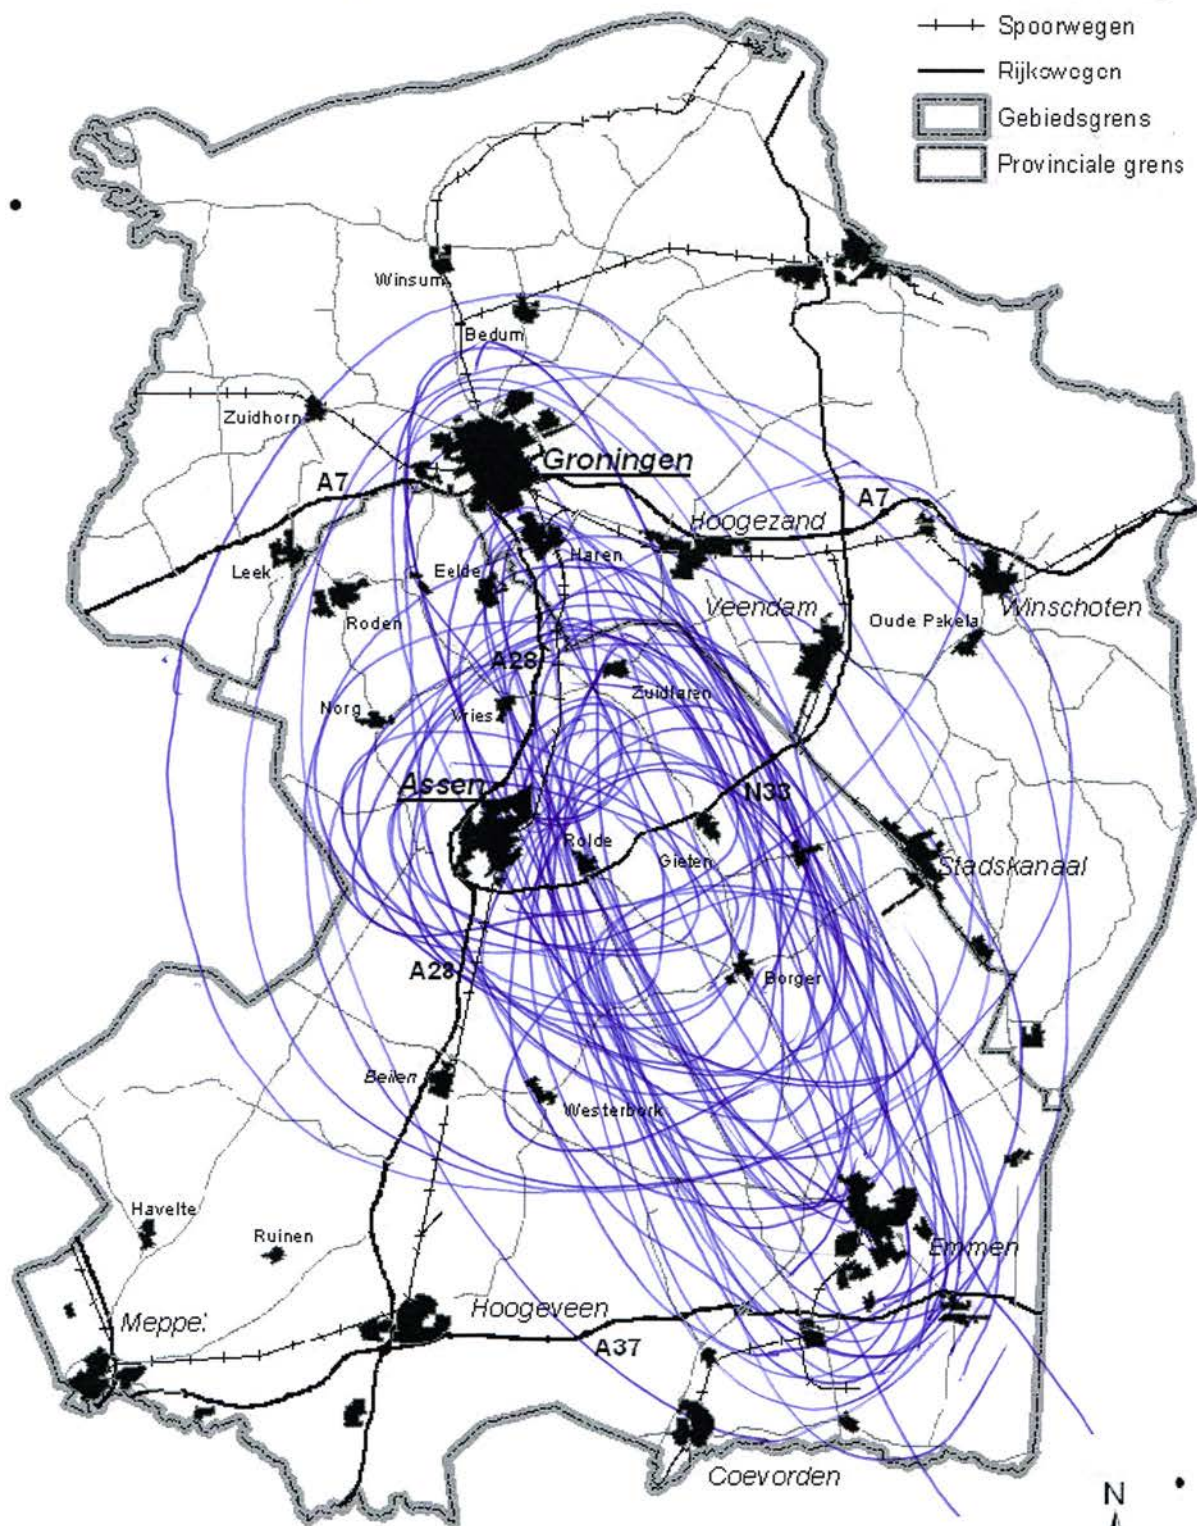 Spoorwegen
Rijkswegen
Gebiedsgrens
Provinciale grens
Winsum
Bedum
Zuidhorn
Groningen
A7
A7
Hoogezand
Haren
Leek
Eelde
Roden
Veendam
Oude Pekela
Winschoten
A28
Zuidlaren
Norg
Vries
Assen
N33
Rolde
Gieten
Stadskanaal
A28
Borger
Beilen
Westerbork
Havelte
Ruinen
Emmen
Hoogeveen
Meppel
A37
Coevorden
N